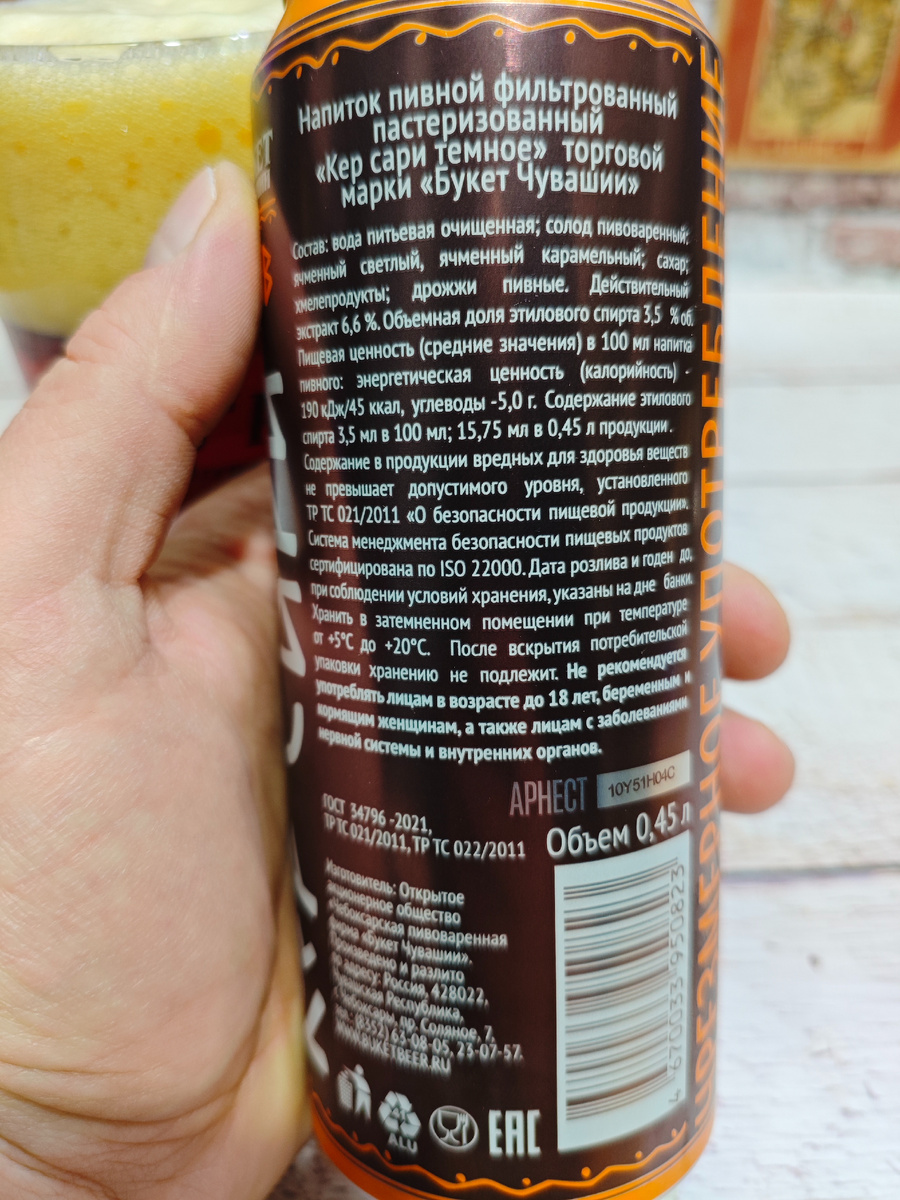 Напиток пивной фильтрованный
пастеризованный
«Кер сари темное» торговой
марки «Букет Чувашии»
Состав: вода питьевая очищенная; солод пивоваренный:
ячменный светлый, ячменный карамельный; сахар;
хмелепродукты; дрожжи пивные. Действительный
экстракт 6,6 %. Объемная доля этилового спирта 3,5 % об.
Пищевая ценность (средние значения) в 100 мл напитка
пивного: энергетическая ценность (калорийность) -
190 кДж/45 ккал, углеводы -5,0 г. Содержание этилового
спирта 3,5 мл в 100 мл; 15,75 мл в 0,45 л продукции.
Содержание в продукции вредных для здоровья веществ
не превышает допустимого уровня, установленного
ТР ТС 021/2011 «О безопасности пищевой продукции».
Система менеджмента безопасности пищевых продуктов
сертифицирована по ISO 22000. Дата розлива и годен до,
при соблюдении условий хранения, указаны на дне банки.
Хранить в затемненном помещении при температуре
от +5°С до +20°С. После вскрытия потребительской
упаковки хранению не подлежит. Не рекомендуется
употреблять лицам в возрасте до 18 лет, беременным и
кормящим женщинам, а также лицам с заболеваниями
нервной системы и внутренних органов.
АРНЕСТ 10Y51H04C
ГОСТ 34796 -2021,
ТР ТС 021/2011, ТР ТС 022/2011
Объем 0,45 л
Изготовитель: Открытое
акционерное общество
«Чебоксарская пивоваренная
фирма «Букет Чувашии».
Произведено и разлито
по адресу: Россия, 428022,
Чувашская Республика,
г. Чебоксары, пр. Соляное, 7,
тел.: (8352) 63-08-05, 23-07-57.
WWW.BUKETBEER.RU
ALU
EAC
4 670033 950823
ЧРЕЗМЕРНОЕ УПОТРЕБЛЕНИЕ